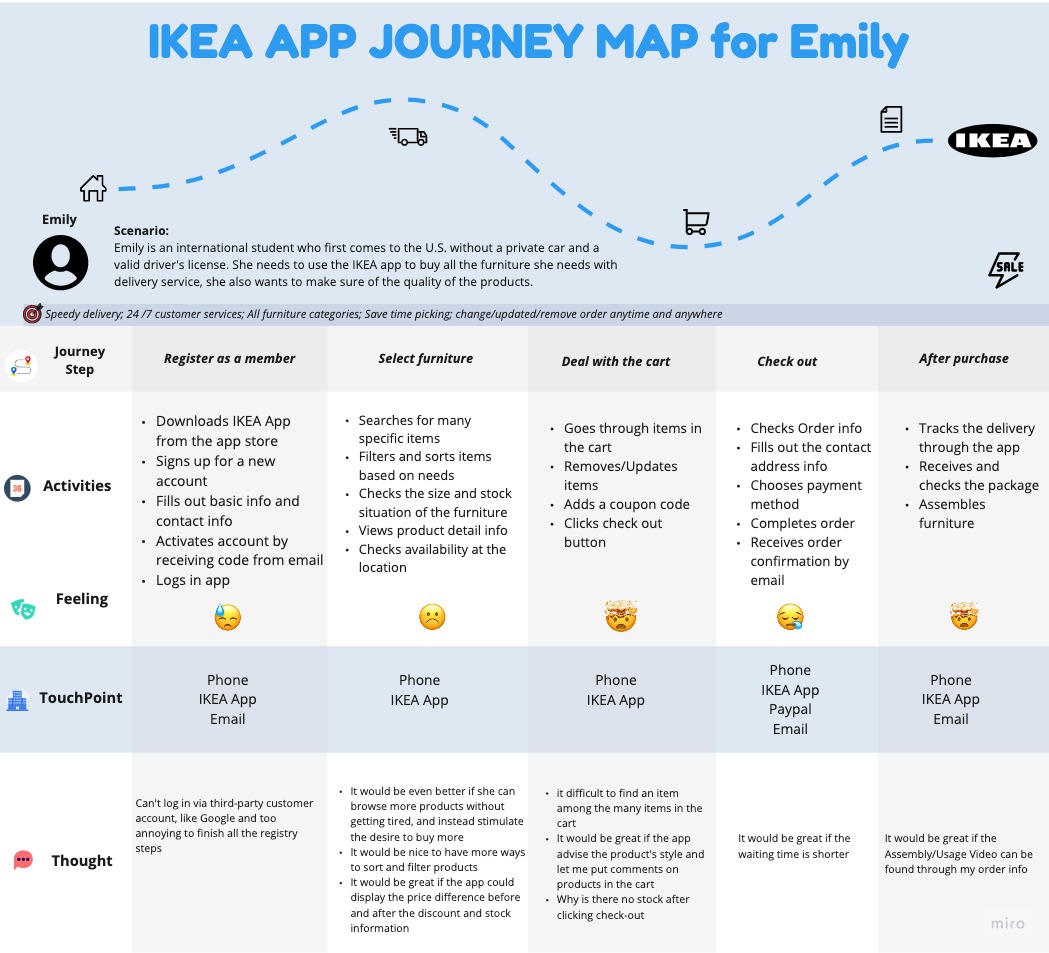 IKEA APP JOURNEY MAP for Emily
IKEA
Emily
Scenario:
Emily is an international student who first comes to the U.S. without a private car and a
valid driver's license. She needs to use the IKEA app to buy all the furniture she needs with
delivery service, she also wants to make sure of the quality of the products.
SALE
Speedy delivery; 24 /7 customer services; All furniture categories; Save time picking; change/updated/remove order anytime and anywhere
Journey
Step
Register as a member
Select furniture
Deal with the cart
Check out
After purchase
36
Activities
• Downloads IKEA App
from the app store
• Signs up for a new
account
• Fills out basic info and
contact info
• Activates account by
receiving code from email
• Logs in app
• Searches for many
specific items
• Filters and sorts items
based on needs
• Checks the size and stock
situation of the furniture
• Views product detail info
• Checks availability at the
location
• Goes through items in
the cart
• Removes/Updates
items
• Adds a coupon code
• Clicks check out
button
• Checks Order info
• Fills out the contact
address info
• Chooses payment
method
• Completes order
• Receives order
confirmation by
email
• Tracks the delivery
through the app
• Receives and
checks the package
• Assembles
furniture
Feeling
TouchPoint
Phone
IKEA App
Email
Phone
IKEA App
Phone
IKEA App
Phone
IKEA App
Paypal
Email
Phone
IKEA App
Email
Thought
Can't log in via third-party customer
account, like Google and too
annoying to finish all the registry
steps
• It would be even better if she can
browse more products without
getting tired, and instead stimulate
the desire to buy more
• It would be nice to have more ways
to sort and filter products
• It would be great if the app could
display the price difference before
and after the discount and stock
information
• it difficult to find an item
among the many items in the
cart
• It would be great if the app
advise the product's style and
let me put comments on
products in the cart
• Why is there no stock after
clicking check-out
It would be great if the
waiting time is shorter
It would be great if the
Assembly/Usage Video can be
found through my order info
miro